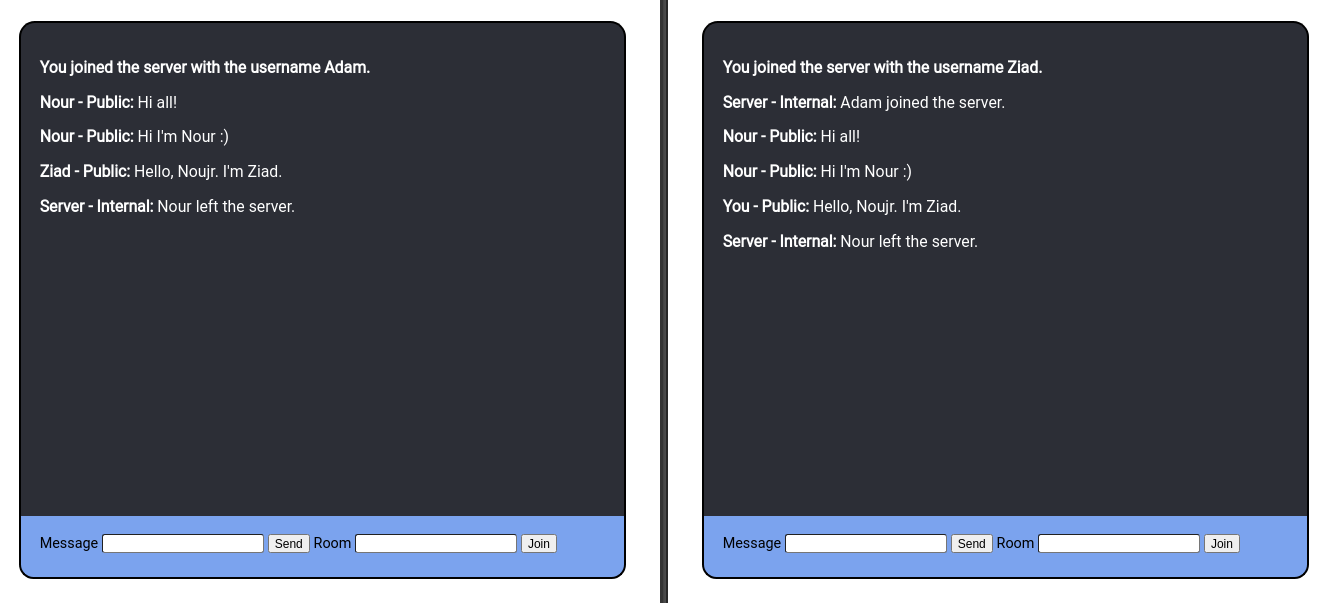 You joined the server with the username Adam.
Nour - Public: Hi all!
Nour - Public: Hi I'm Nour :)
Ziad - Public: Hello, Noujr. I'm Ziad.
Server - Internal: Nour left the server.
Message Send Room Join
You joined the server with the username Ziad.
Server - Internal: Adam joined the server.
Nour - Public: Hi all!
Nour - Public: Hi I'm Nour :)
You - Public: Hello, Noujr. I'm Ziad.
Server - Internal: Nour left the server.
Message Send Room Join